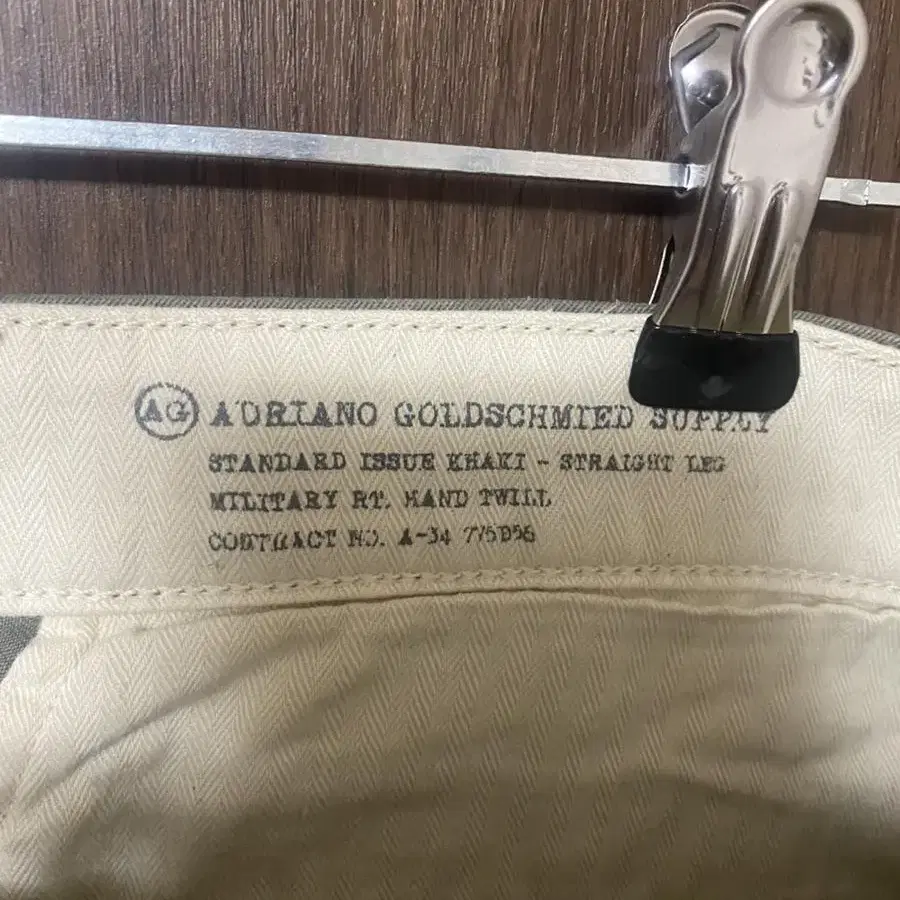 AG ADRIANO GOLDSCHMIED SUPPLY
STANDARD ISSUE KHAKI - STRAIGHT LEG
MILITARY RT. HAND TWILL
CONTRACT NO. A-34